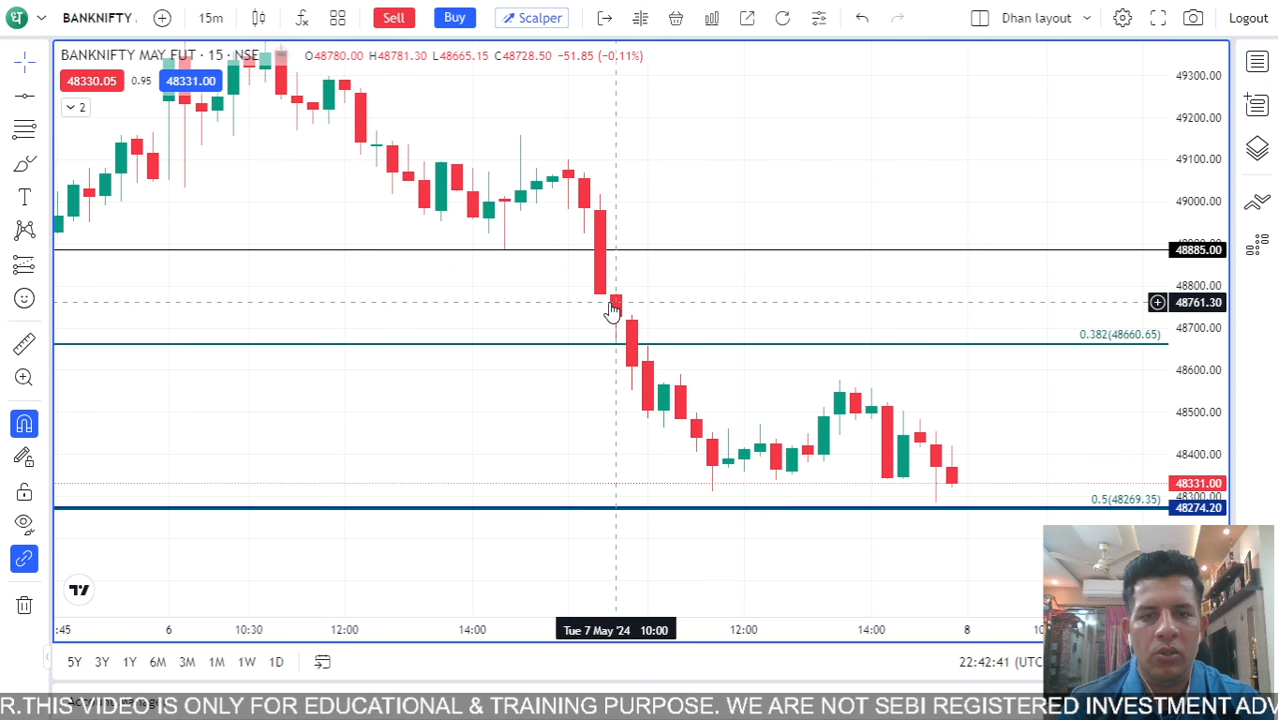 BANKNIFTY 15m Sell Buy Scalper Dhan layout Logout
BANKNIFTY MAY FUT · 15 · NSE O48780.00 H48781.30 L48665.15 C48728.50 −51.85 (−0.11%)
48330.05 0.95 48331.00
2
49300.00
49200.00
49100.00
49000.00
48885.00
48800.00
48761.30
48700.00
0.382(48660.65)
48600.00
48500.00
48400.00
48331.00
48300.00
0.5(48269.35)
48274.20
:45 6 10:30 12:00 14:00 Tue 7 May '24 10:00 12:00 14:00 8
5Y 3Y 1Y 6M 3M 1M 1W 1D 22:42:41 (UTC
R.THIS VIDEO IS ONLY FOR EDUCATIONAL & TRAINING PURPOSE. WE ARE NOT SEBI REGISTERED INVESTMENT ADV